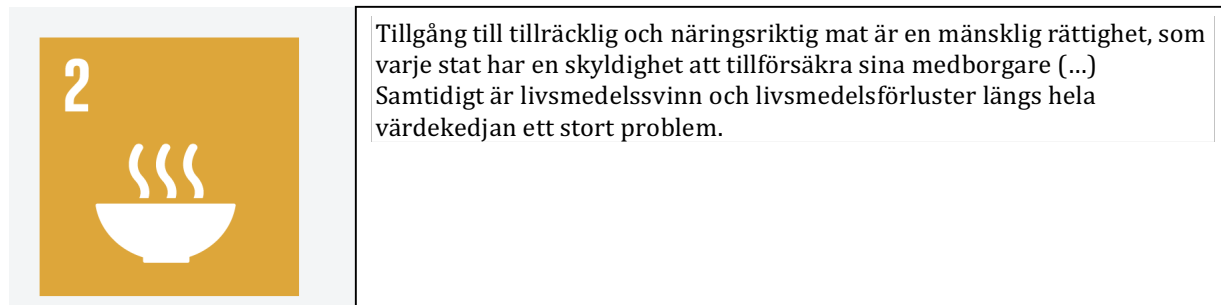 2
Tillgång till tillräcklig och näringsriktig mat är en mänsklig rättighet, som
varje stat har en skyldighet att tillförsäkra sina medborgare (…)
Samtidigt är livsmedelssvinn och livsmedelsförluster längs hela
värdekedjan ett stort problem.